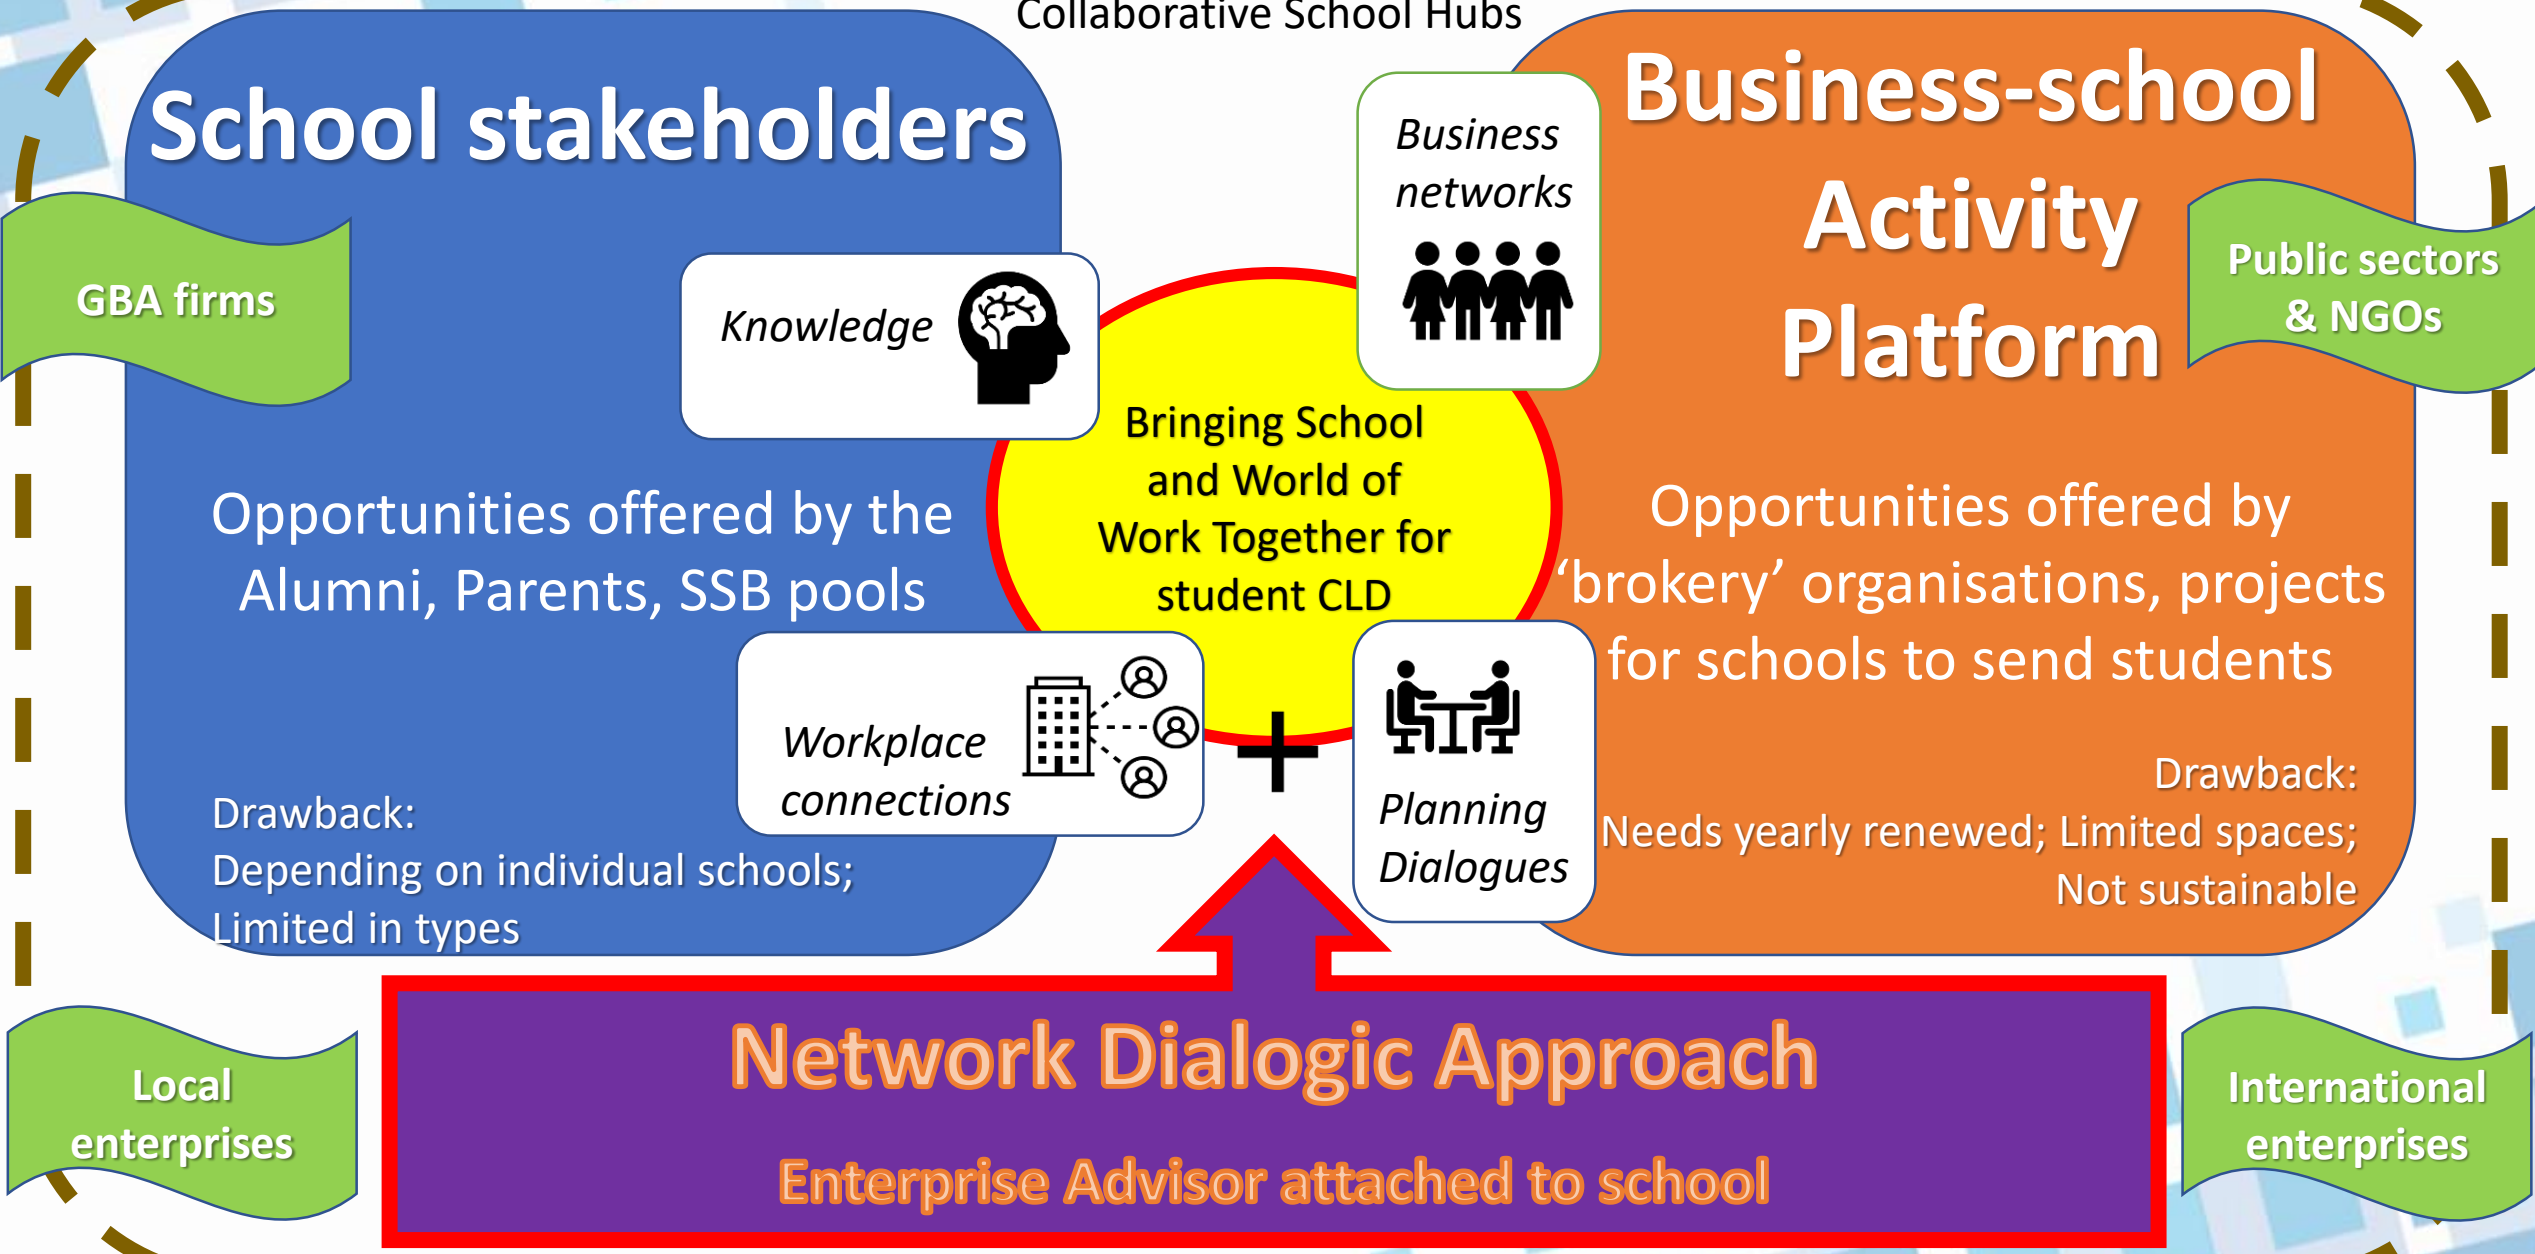 Collaborative School Hubs
School stakeholders
Business-school
Activity
Platform
GBA firms
Public sectors
& NGOs
Knowledge
Business
networks
Bringing School
and World of
Work Together for
student CLD
Opportunities offered by the
Alumni, Parents, SSB pools
Opportunities offered by
‘brokery’ organisations, projects
for schools to send students
Workplace
connections
+
Planning
Dialogues
Drawback:
Depending on individual schools;
Limited in types
Drawback:
Needs yearly renewed; Limited spaces;
Not sustainable
Network Dialogic Approach
Enterprise Advisor attached to school
Local
enterprises
International
enterprises